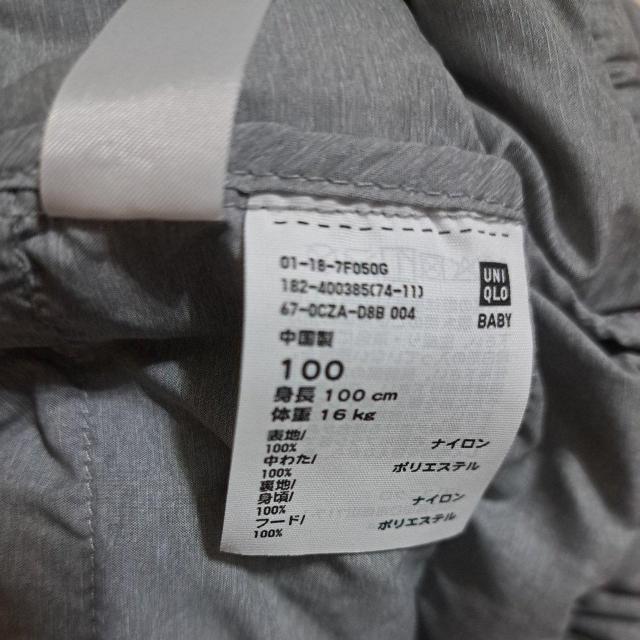 01-18-7F050G
182-400385(74-11)
67-0CZA-D8B 004
UNI
QLO
BABY
中国製
100
身長 100 cm
体重 16 kg
表地/
100% ナイロン
中わた/
100% ポリエステル
裏地/
身頃/
100% ナイロン
フード/
100% ポリエステル